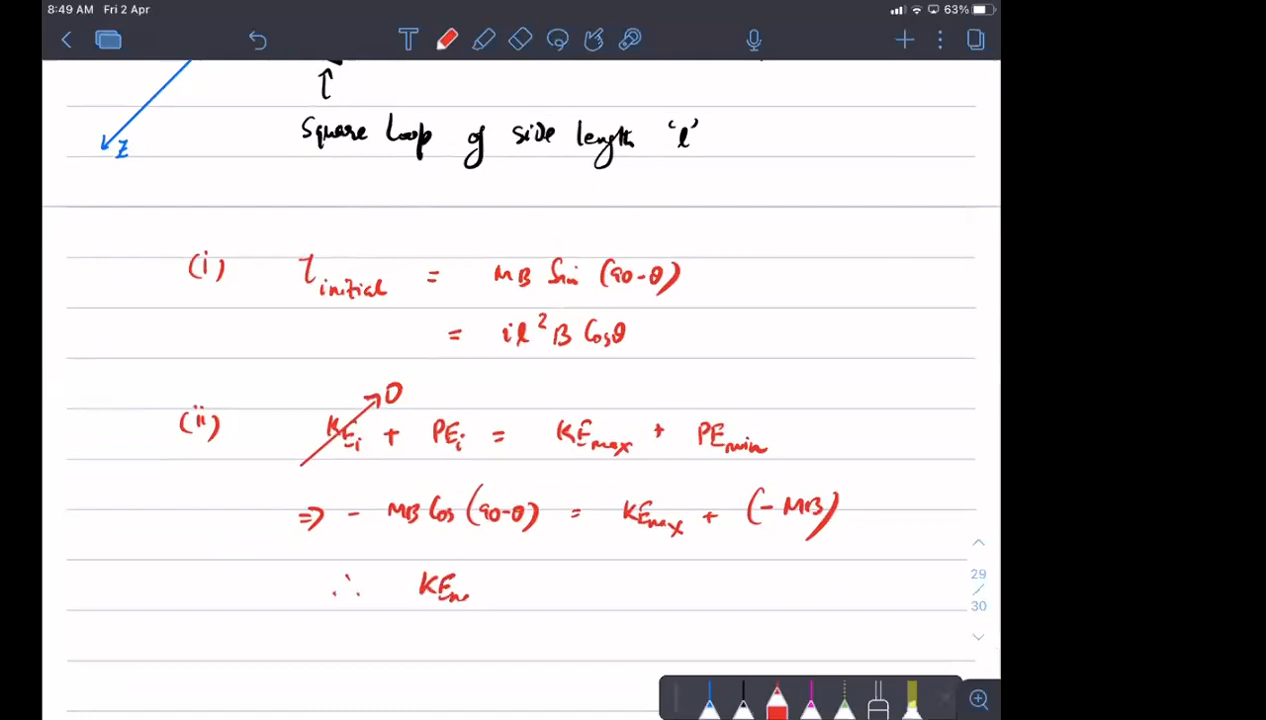 8:49 AM Fri 2 Apr
63%
T
z
Square Loop of side length 'l'
(i) τinitial = MB Sin (90-θ)
= il²B Cosθ
(ii) KEi → 0 + PEi = KEmax + PEmin
⇒ - MB Cos (90-θ) = KEmax + (-MB)
∴ KEm
29
/
30